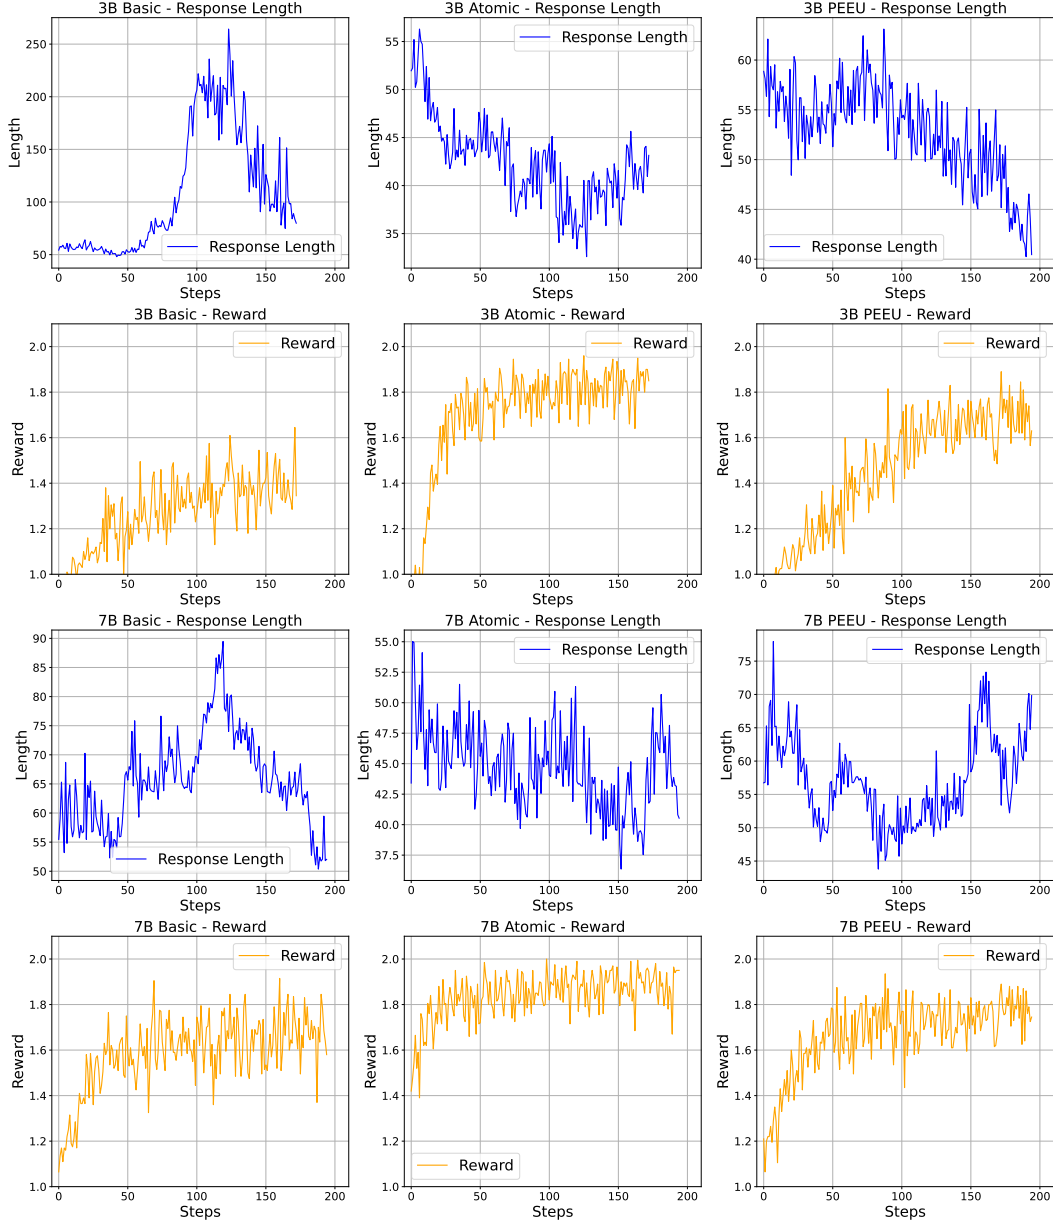 3B Basic - Response Length
3B Atomic - Response Length
3B PEEU - Response Length
Length
250
200
150
100
50
Response Length
0 50 100 150 200
Steps
Length
55
50
45
40
35
Response Length
0 50 100 150 200
Steps
Length
60
55
50
45
40
Response Length
0 50 100 150 200
Steps
3B Basic - Reward
3B Atomic - Reward
3B PEEU - Reward
Reward
2.0
1.8
1.6
1.4
1.2
1.0
Reward
0 50 100 150 200
Steps
Reward
2.0
1.8
1.6
1.4
1.2
1.0
Reward
0 50 100 150 200
Steps
Reward
2.0
1.8
1.6
1.4
1.2
1.0
Reward
0 50 100 150 200
Steps
7B Basic - Response Length
7B Atomic - Response Length
7B PEEU - Response Length
Length
90
85
80
75
70
65
60
55
50
Response Length
0 50 100 150 200
Steps
Length
55.0
52.5
50.0
47.5
45.0
42.5
40.0
37.5
Response Length
0 50 100 150 200
Steps
Length
75
70
65
60
55
50
45
Response Length
0 50 100 150 200
Steps
7B Basic - Reward
7B Atomic - Reward
7B PEEU - Reward
Reward
2.0
1.8
1.6
1.4
1.2
1.0
Reward
0 50 100 150 200
Steps
Reward
2.0
1.8
1.6
1.4
1.2
1.0
Reward
0 50 100 150 200
Steps
Reward
2.0
1.8
1.6
1.4
1.2
1.0
Reward
0 50 100 150 200
Steps